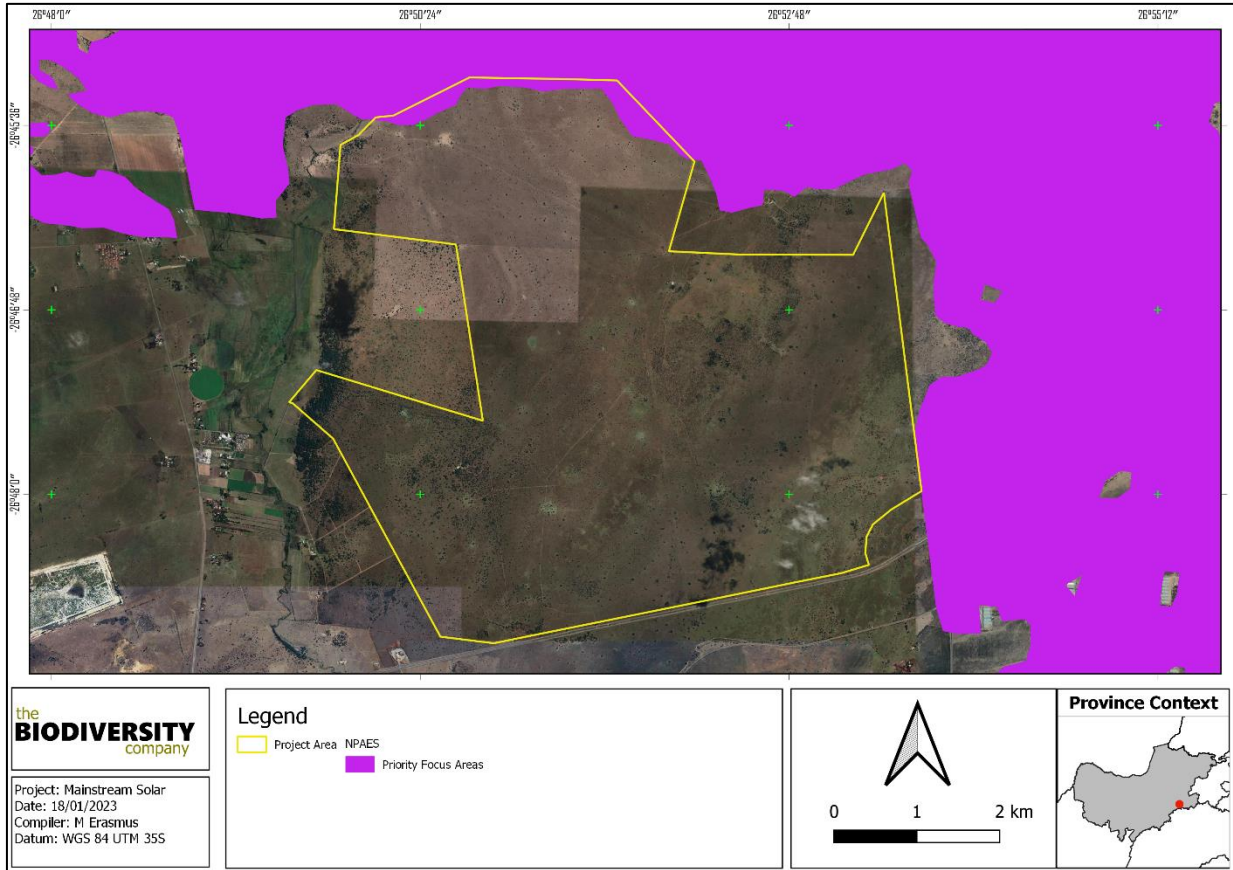 26°48′0″
26°50′24″
26°52′48″
26°55′12″
-26°45′36″
-26°46′48″
-26°48′0″
the
BIODIVERSITY
company
Project: Mainstream Solar
Date: 18/01/2023
Compiler: M Erasmus
Datum: WGS 84 UTM 35S
Legend
Project Area
NPAES
Priority Focus Areas
0 1 2 km
Province Context